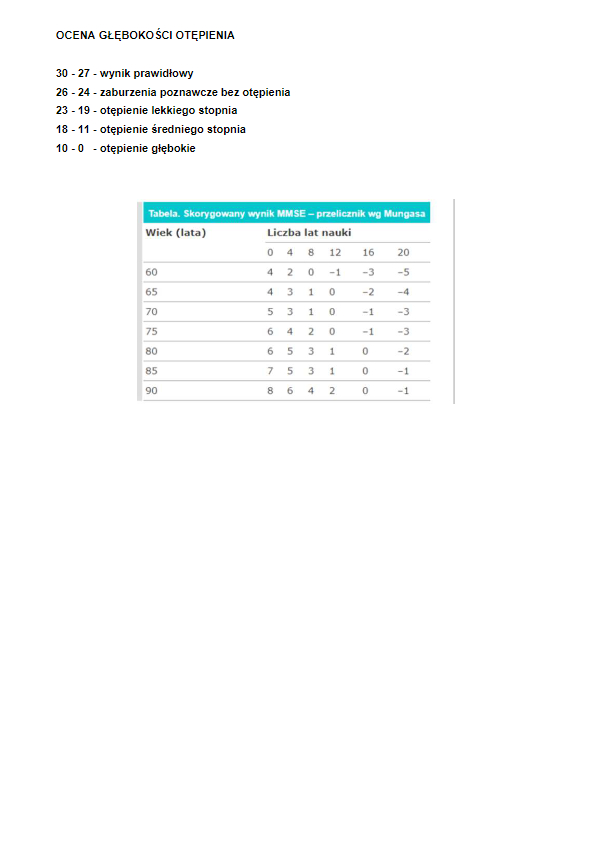 OCENA GŁĘBOKOŚCI OTĘPIENIA
30 - 27 - wynik prawidłowy
26 - 24 - zaburzenia poznawcze bez otępienia
23 - 19 - otępienie lekkiego stopnia
18 - 11 - otępienie średniego stopnia
10 - 0 - otępienie głębokie
Tabela. Skorygowany wynik MMSE – przelicznik wg Mungasa
Wiek (lata) Liczba lat nauki
0 4 8 12 16 20
60 4 2 0 −1 −3 −5
65 4 3 1 0 −2 −4
70 5 3 1 0 −1 −3
75 6 4 2 0 −1 −3
80 6 5 3 1 0 −2
85 7 5 3 1 0 −1
90 8 6 4 2 0 −1